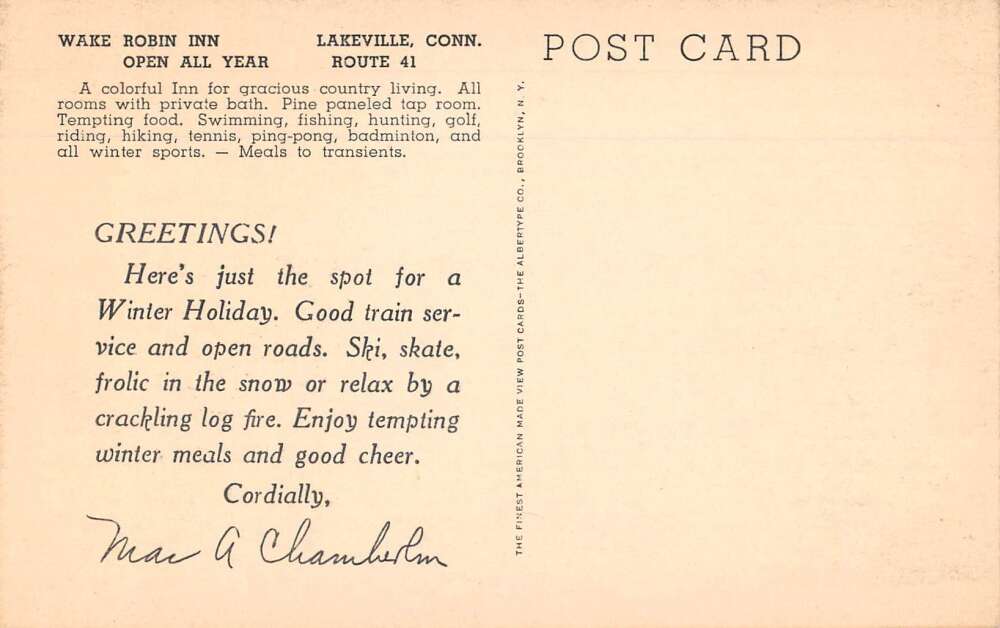 WAKE ROBIN INN LAKEVILLE, CONN.
OPEN ALL YEAR ROUTE 41
A colorful Inn for gracious country living. All
rooms with private bath. Pine paneled tap room.
Tempting food. Swimming, fishing, hunting, golf,
riding, hiking, tennis, ping-pong, badminton, and
all winter sports. — Meals to transients.
GREETINGS!
Here's just the spot for a
Winter Holiday. Good train ser-
vice and open roads. Ski, skate,
frolic in the snow or relax by a
crackling log fire. Enjoy tempting
winter meals and good cheer.
Cordially,
A Chamberlin
THE FINEST AMERICAN MADE VIEW POST CARDS—THE ALBERTYPE CO., BROOKLYN, N. Y.
POST CARD